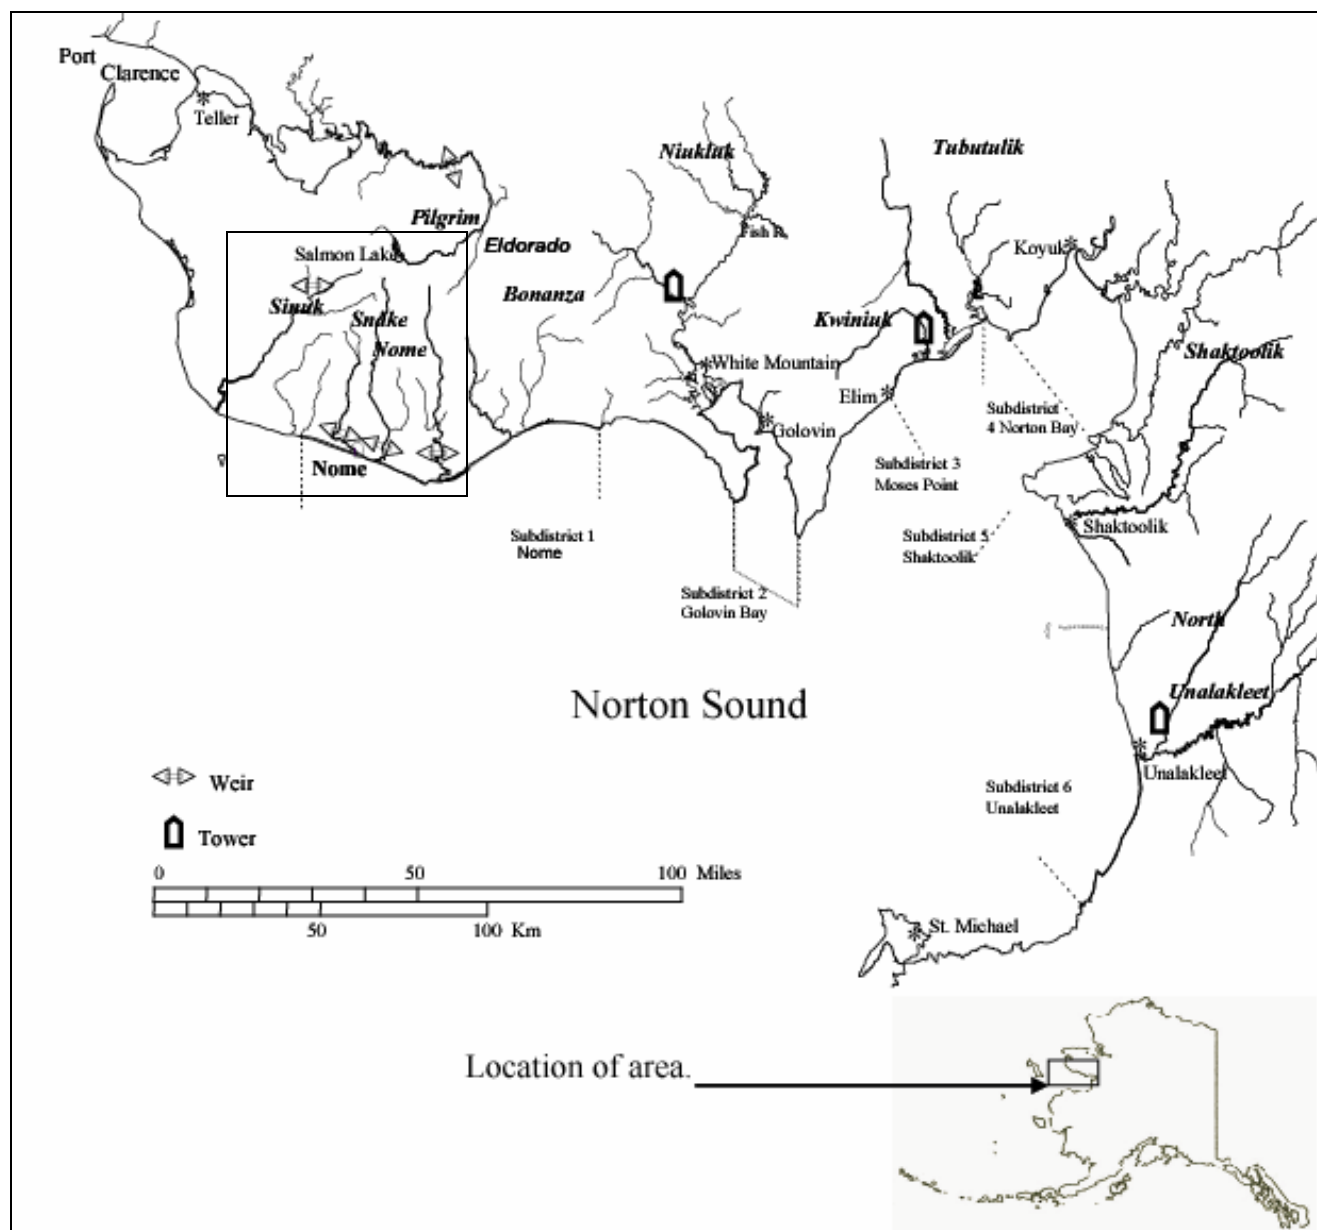 Port
Clarence
Teller
Niukluk
Tubutulik
Pilgrim
Fish R.
Eldorado
Koyuk
Salmon Lake
Bonanza
Sinuk
Snake
Kwiniuk
Nome
Shaktoolik
White Mountain
Elim
Golovin
Subdistrict
4 Norton Bay
Nome
Subdistrict 3
Moses Point
Shaktoolik
Subdistrict 1
Nome
Subdistrict 5
Shaktoolik
Subdistrict 2
Golovin Bay
North
Norton Sound
Unalakleet
Unalakleet
Weir
Subdistrict 6
Unalakleet
Tower
0 50 100 Miles
50 100 Km
St. Michael
Location of area.